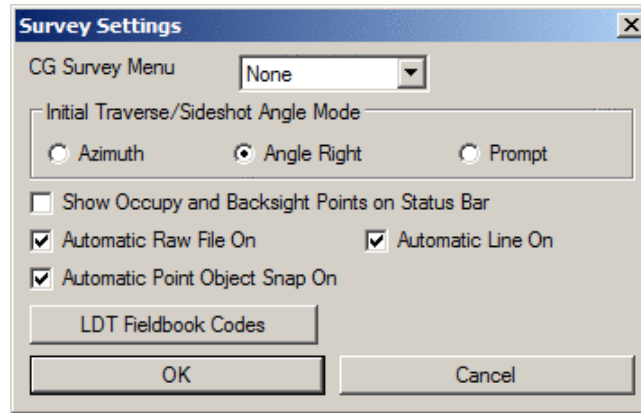 Survey Settings
CG Survey Menu None
Initial Traverse/Sideshot Angle Mode
Azimuth Angle Right Prompt
Show Occupy and Backsight Points on Status Bar
Automatic Raw File On Automatic Line On
Automatic Point Object Snap On
LDT Fieldbook Codes
OK Cancel